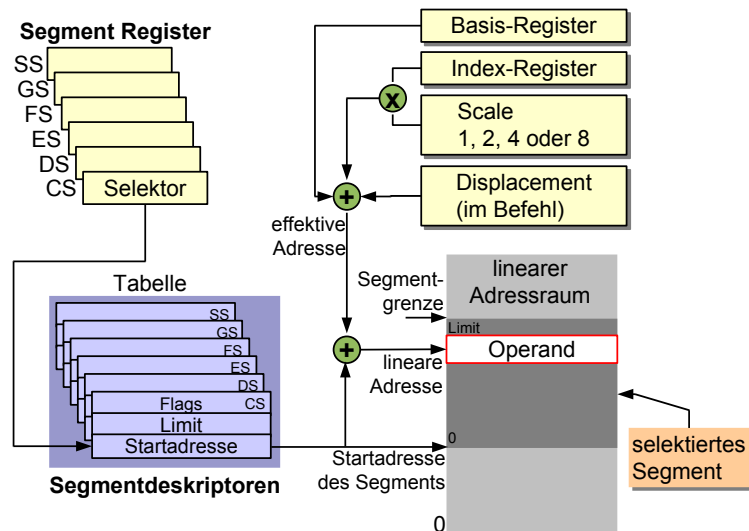 Segment Register
SS
GS
FS
ES
DS
CS
Selektor
Basis-Register
Index-Register
x
Scale
1, 2, 4 oder 8
+
Displacement
(im Befehl)
effektive
Adresse
Tabelle
SS
GS
FS
ES
DS
Flags CS
Limit
Startadresse
Segmentdeskriptoren
Segment-
grenze
linearer
Adressraum
Limit
+
Operand
lineare
Adresse
0
Startadresse
des Segments
0
selektiertes
Segment